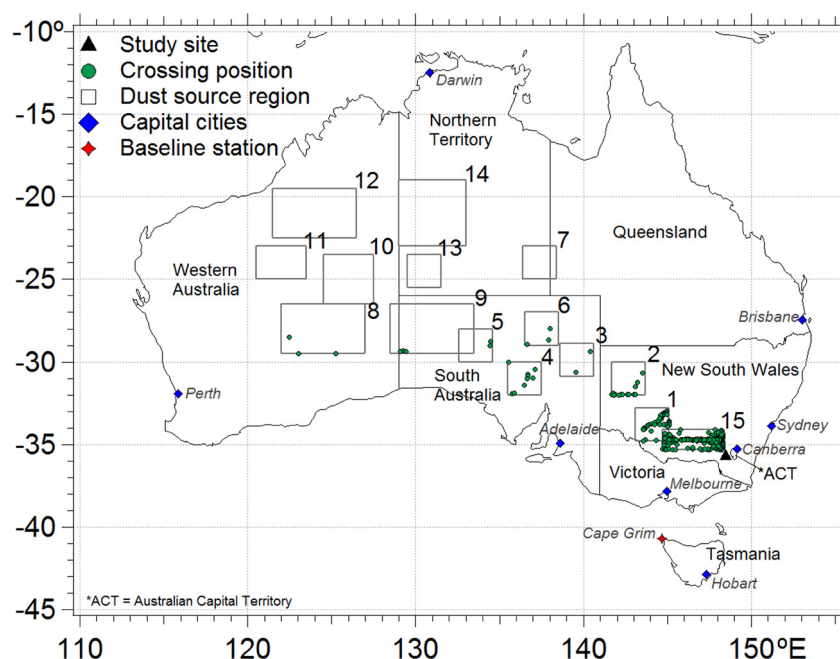 -10º
-15
-20
-25
-30
-35
-40
-45
110
120
130
140
150ºE
Study site
Crossing position
Dust source region
Capital cities
Baseline station
Darwin
Northern
Territory
12
14
11
10
13
7
Queensland
Western
Australia
8
9
6
5
3
Brisbane
4
2
New South Wales
South
Australia
Perth
1
15
Adelaide
Sydney
Canberra
Victoria
*ACT
Melbourne
Cape Grim
Tasmania
Hobart
*ACT = Australian Capital Territory